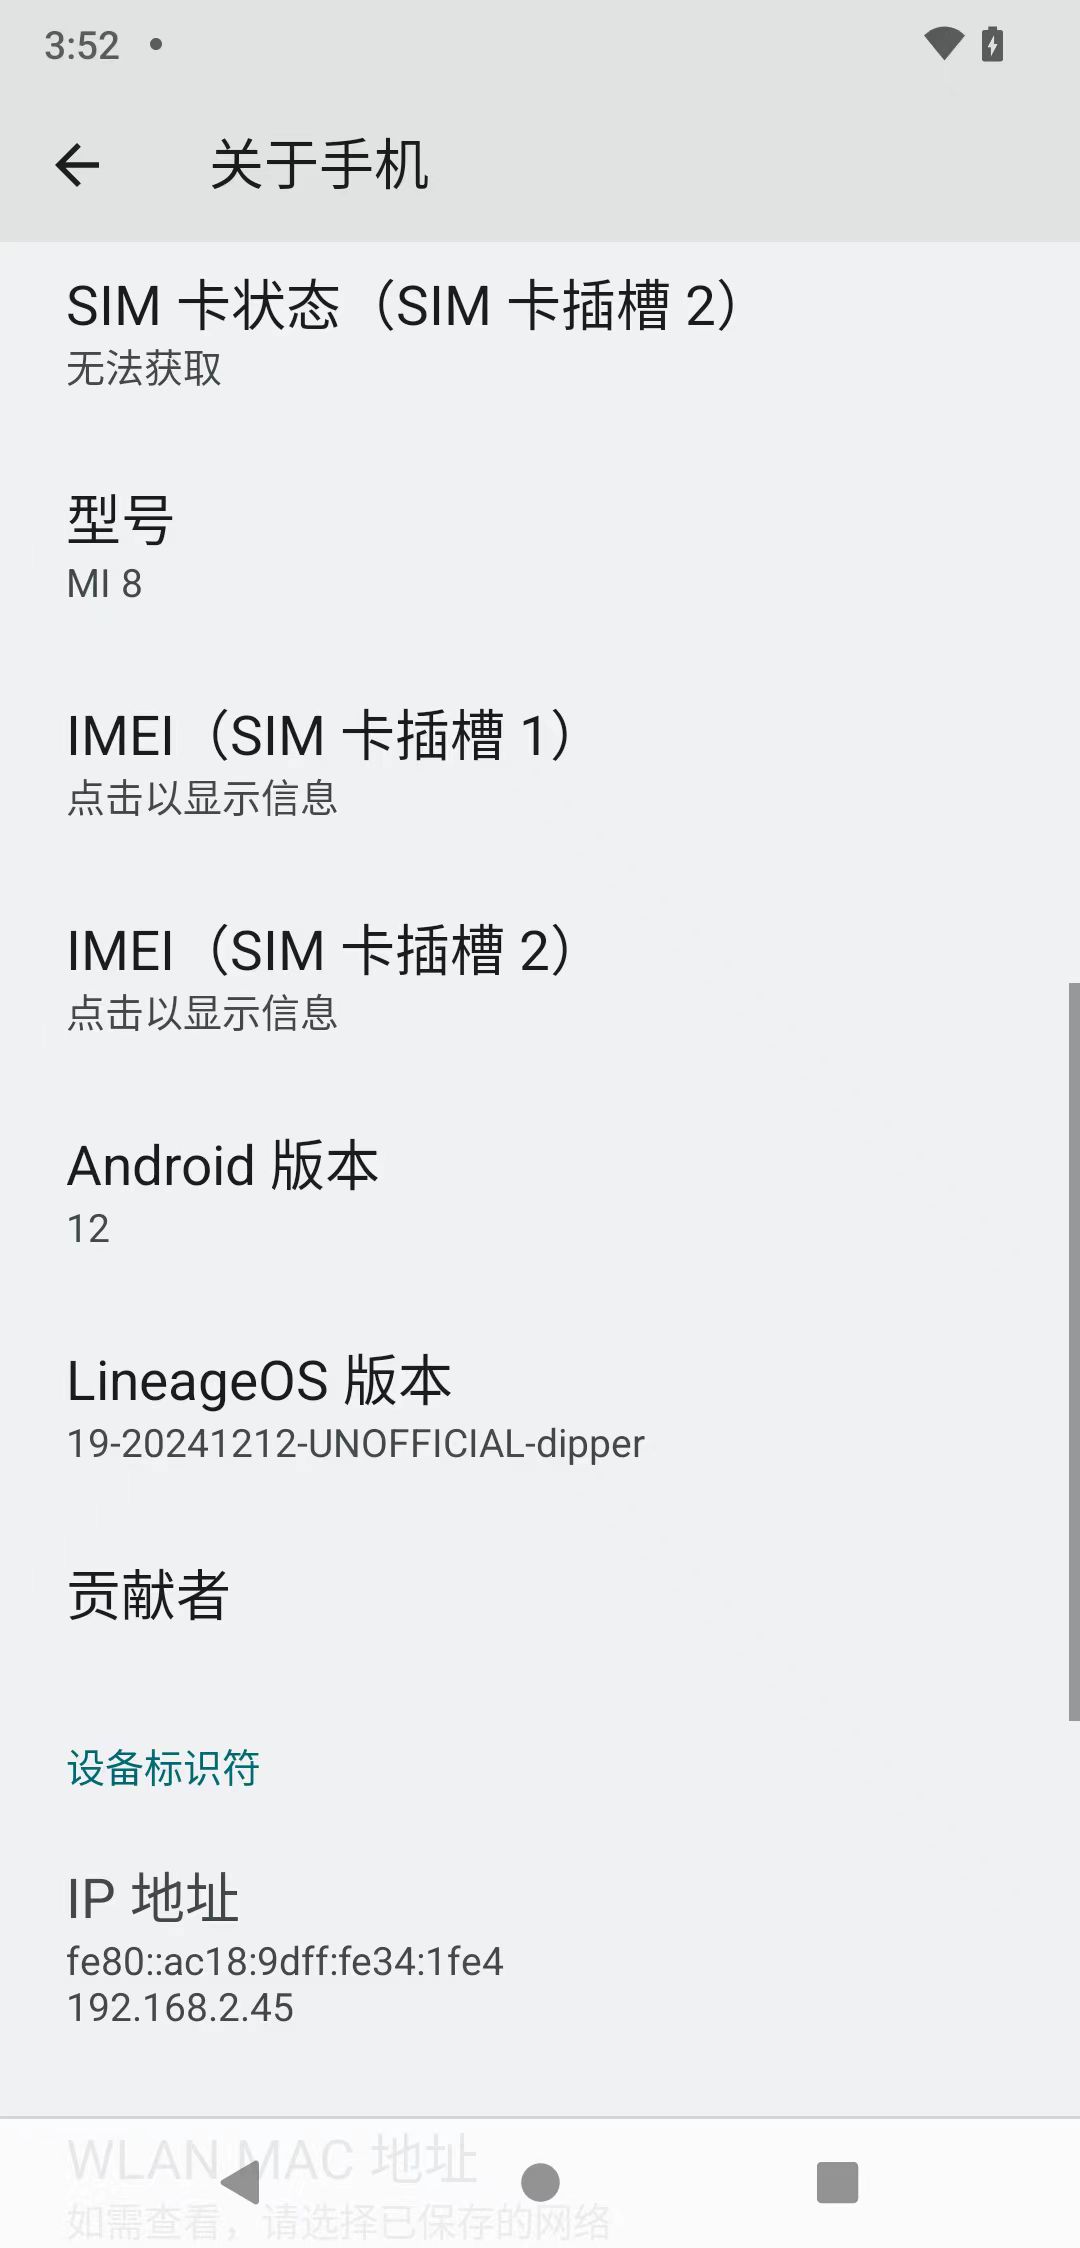 3:52
关于手机
SIM 卡状态（SIM 卡插槽 2）
无法获取
型号
MI 8
IMEI（SIM 卡插槽 1）
点击以显示信息
IMEI（SIM 卡插槽 2）
点击以显示信息
Android 版本
12
LineageOS 版本
19-20241212-UNOFFICIAL-dipper
贡献者
设备标识符
IP 地址
fe80::ac18:9dff:fe34:1fe4
192.168.2.45
WLAN MAC 地址
如需查看，请选择已保存的网络